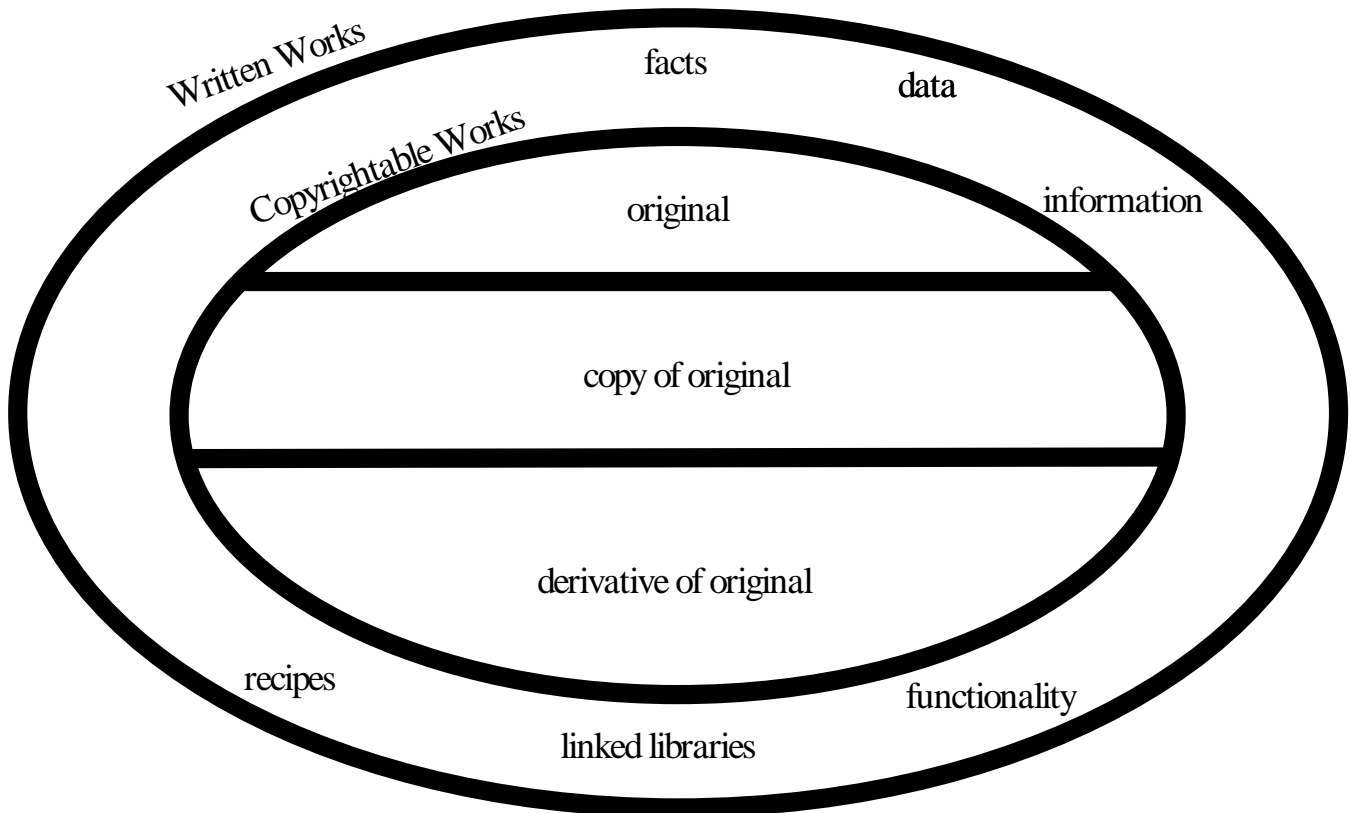 Written Works
facts
data
Copyrightable Works
information
original
copy of original
derivative of original
recipes
functionality
linked libraries